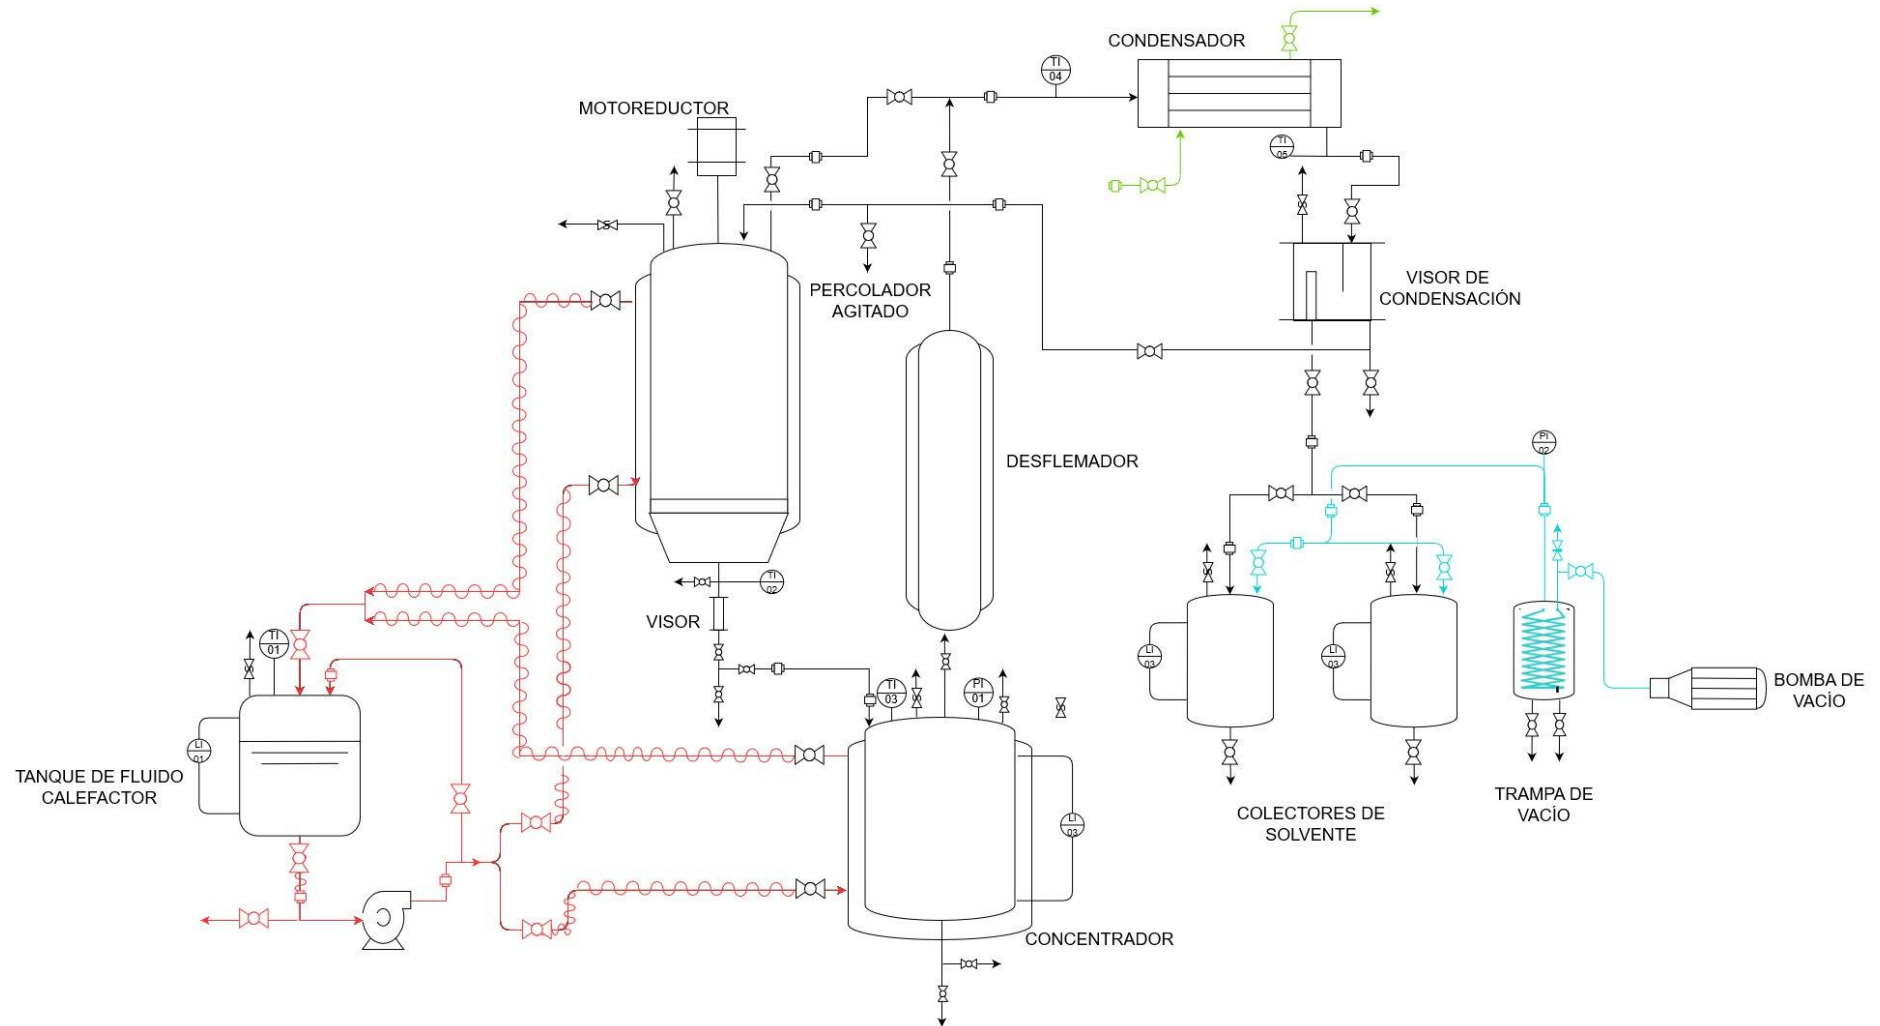 CONDENSADOR
TI
04
MOTOREDUCTOR
TI
05
PERCOLADOR
AGITADO
VISOR DE
CONDENSACIÓN
DESFLEMADOR
PI
02
TI
02
VISOR
TI
01
LI
03
LI
03
TI
03
PI
01
BOMBA DE
VACÍO
LI
01
TANQUE DE FLUIDO
CALEFACTOR
TRAMPA DE
VACÍO
COLECTORES DE
SOLVENTE
LI
03
CONCENTRADOR